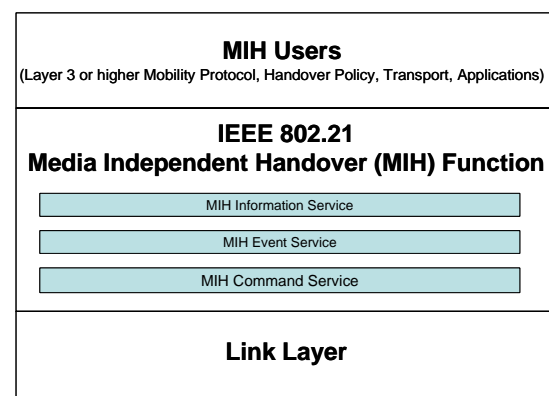 MIH Users
(Layer 3 or higher Mobility Protocol, Handover Policy, Transport, Applications)
IEEE 802.21
Media Independent Handover (MIH) Function
MIH Information Service
MIH Event Service
MIH Command Service
Link Layer